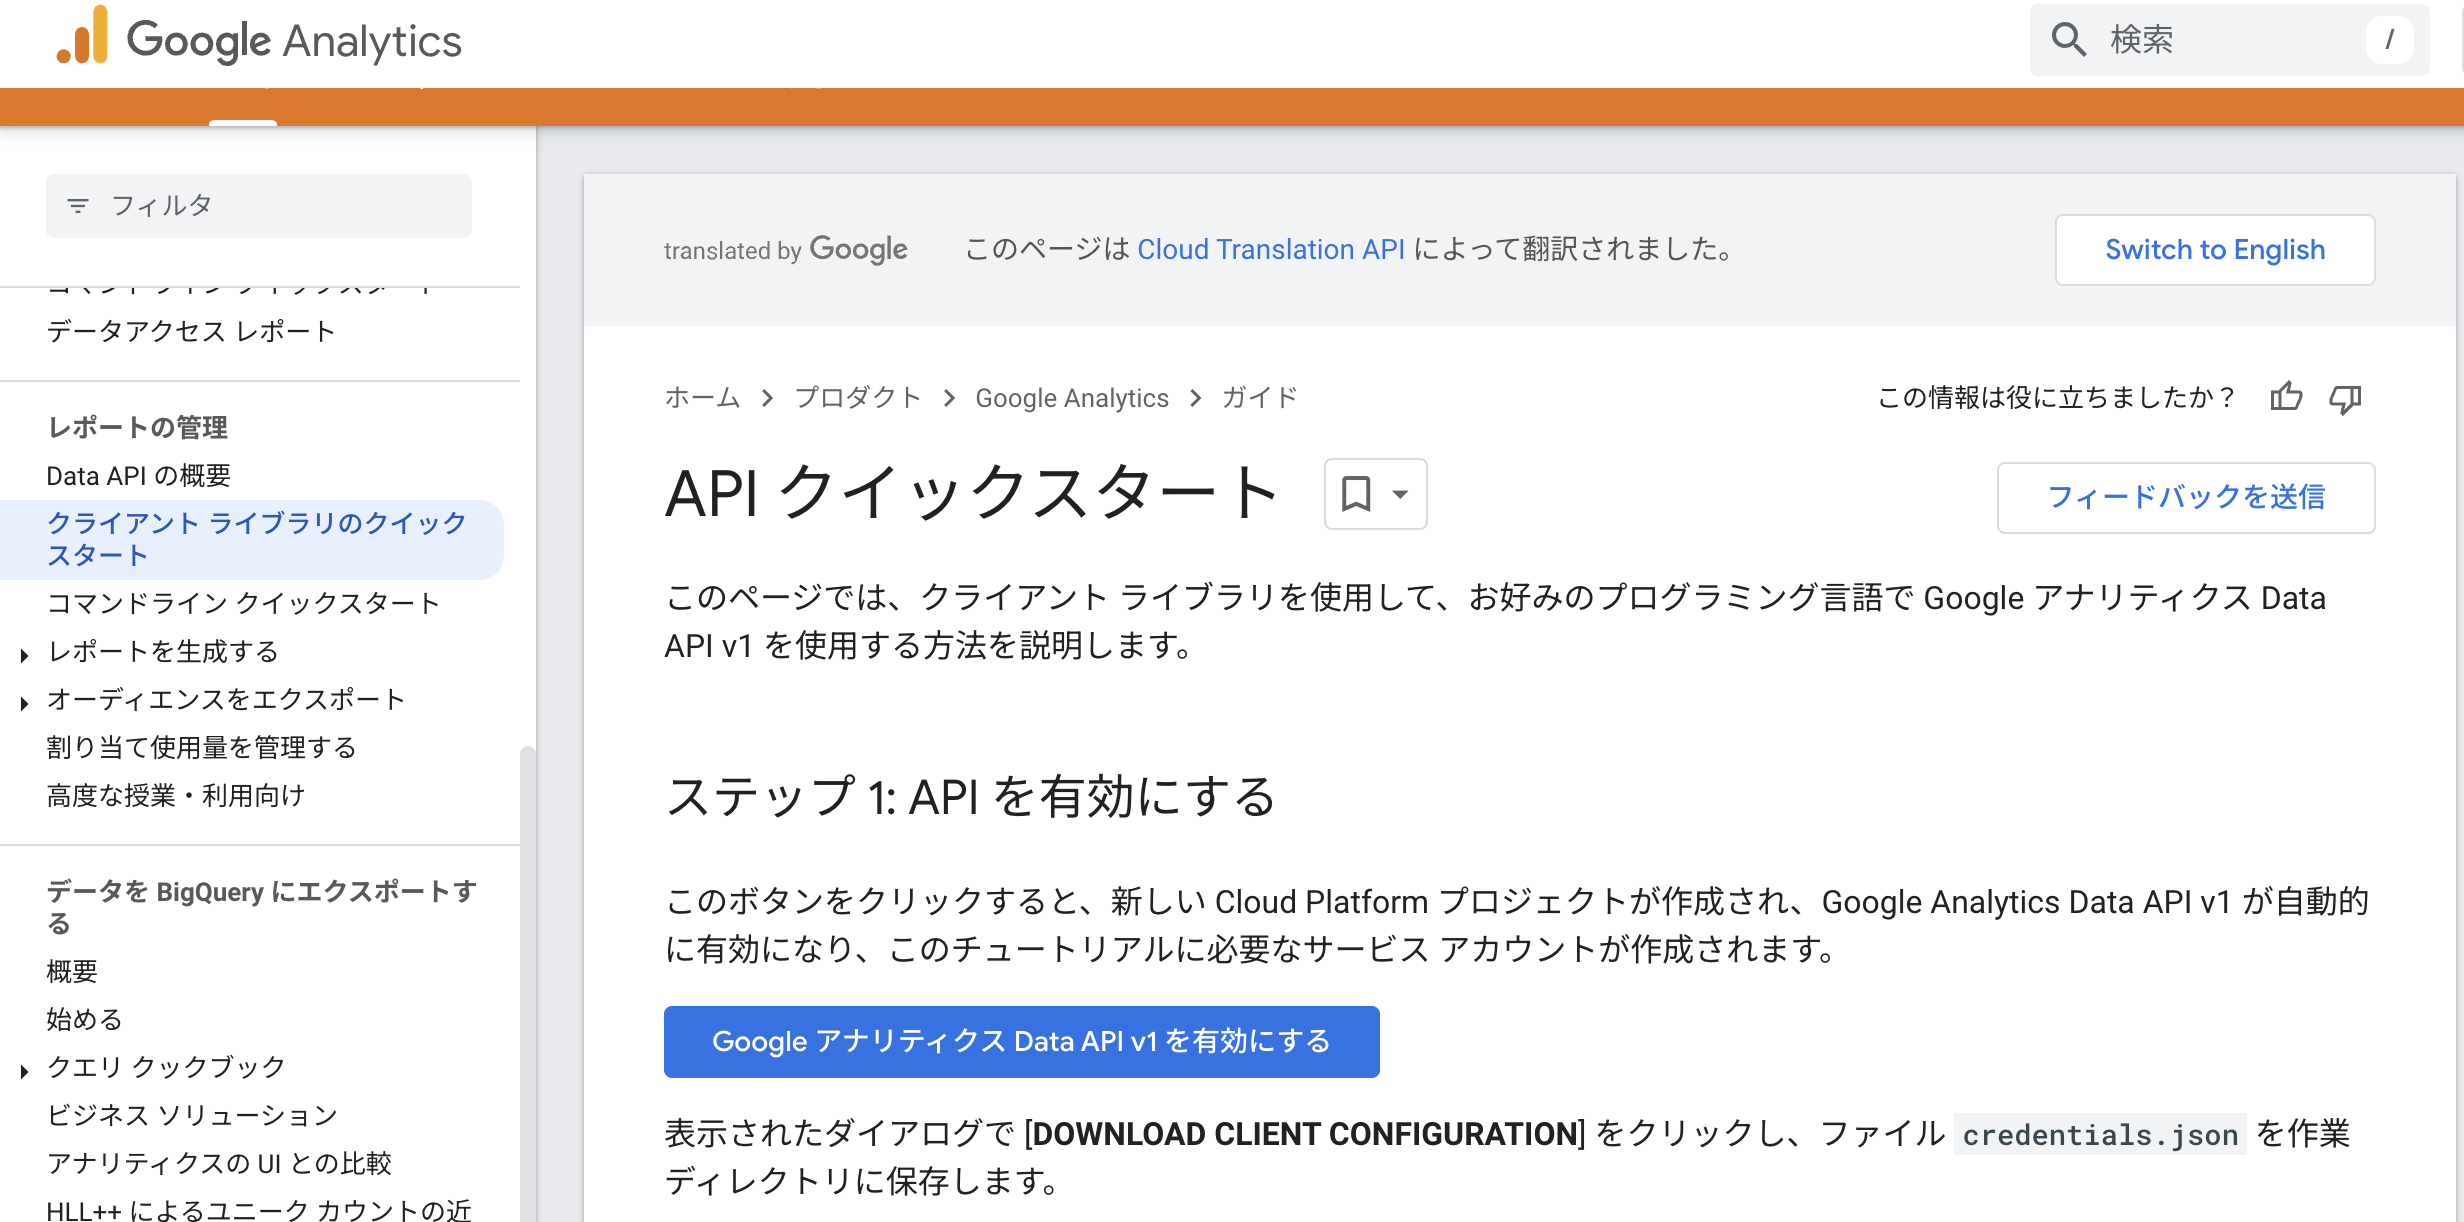 Google Analytics
検索
/
フィルタ
データアクセス レポート
レポートの管理
Data API の概要
クライアント ライブラリのクイック
スタート
コマンドライン クイックスタート
レポートを生成する
オーディエンスをエクスポート
割り当て使用量を管理する
高度な授業・利用向け
データを BigQuery にエクスポートす
る
概要
始める
クエリ クックブック
ビジネス ソリューション
アナリティクスの UI との比較
HLL++ によるユニーク カウントの近
translated by Google
このページは Cloud Translation API によって翻訳されました。
Switch to English
ホーム > プロダクト > Google Analytics > ガイド
この情報は役に立ちましたか？
API クイックスタート
フィードバックを送信
このページでは、クライアント ライブラリを使用して、お好みのプログラミング言語で Google アナリティクス Data
API v1 を使用する方法を説明します。
ステップ 1: API を有効にする
このボタンをクリックすると、新しい Cloud Platform プロジェクトが作成され、Google Analytics Data API v1 が自動的
に有効になり、このチュートリアルに必要なサービス アカウントが作成されます。
Google アナリティクス Data API v1 を有効にする
表示されたダイアログで [DOWNLOAD CLIENT CONFIGURATION] をクリックし、ファイル credentials.json を作業
ディレクトリに保存します。